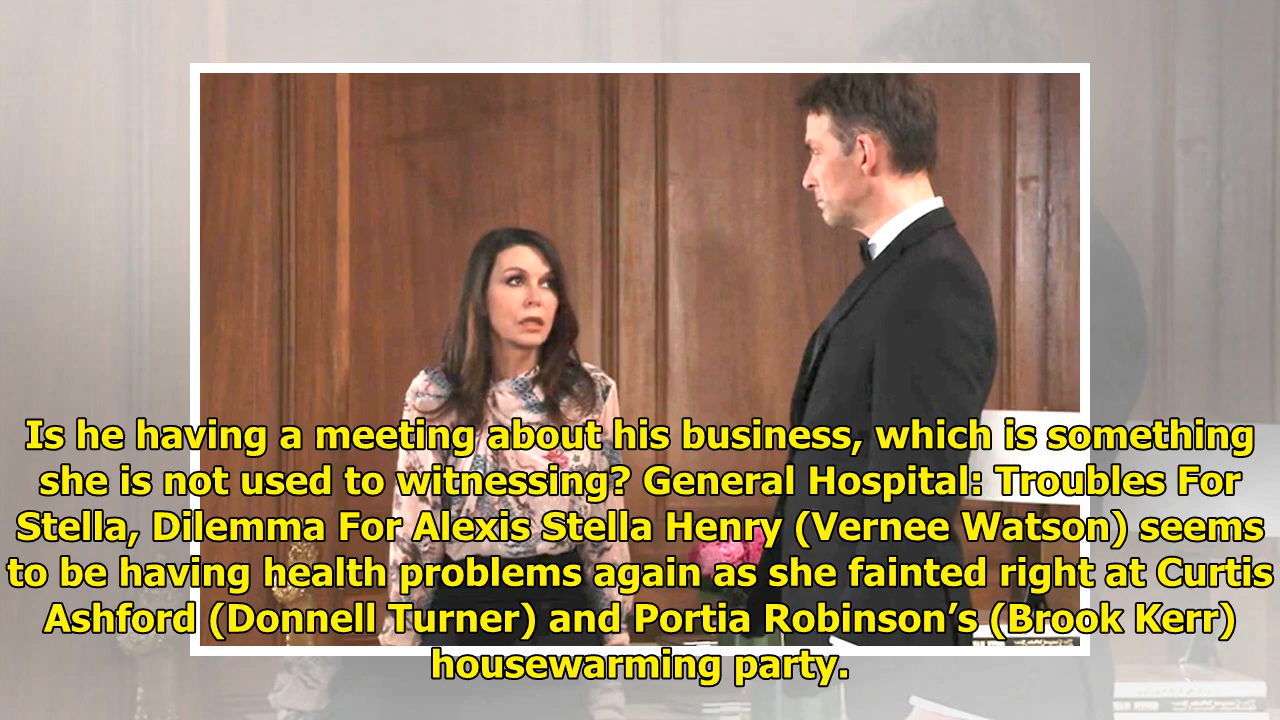 Is he having a meeting about his business, which is something
she is not used to witnessing? General Hospital: Troubles For
Stella, Dilemma For Alexis Stella Henry (Vernee Watson) seems
to be having health problems again as she fainted right at Curtis
Ashford (Donnell Turner) and Portia Robinson’s (Brook Kerr)
housewarming party.